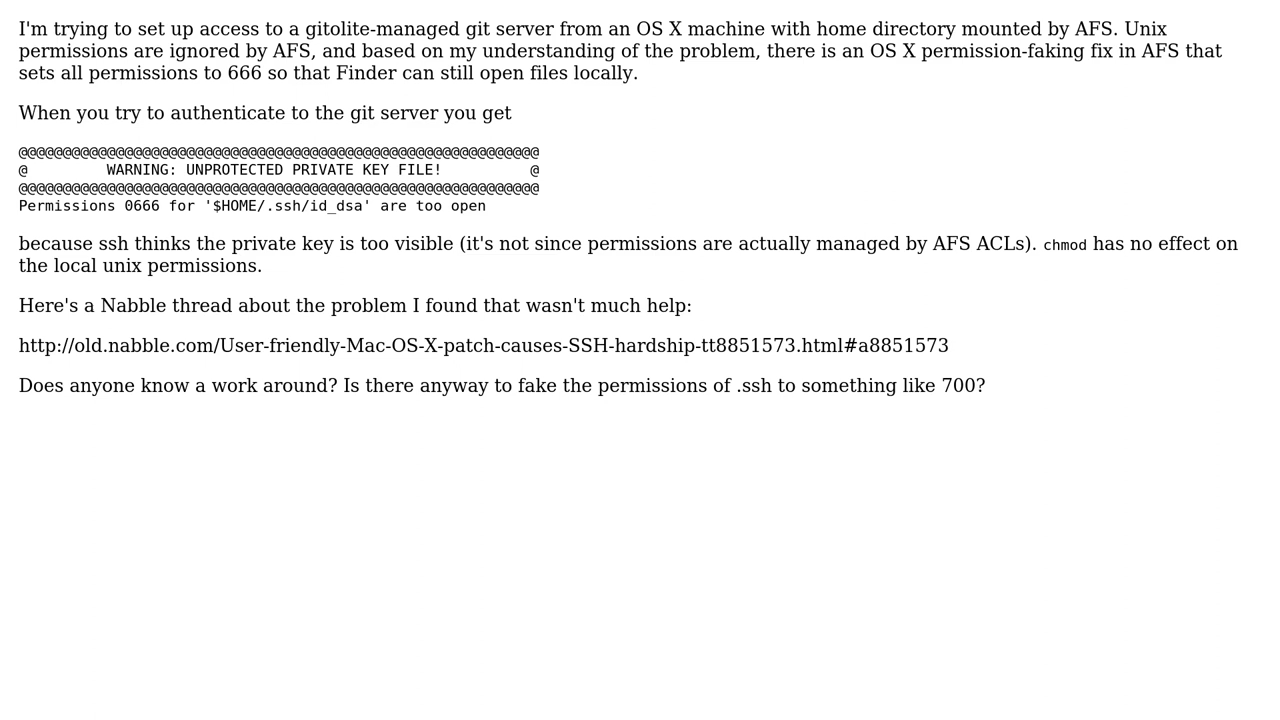 I'm trying to set up access to a gitolite-managed git server from an OS X machine with home directory mounted by AFS. Unix
permissions are ignored by AFS, and based on my understanding of the problem, there is an OS X permission-faking fix in AFS that
sets all permissions to 666 so that Finder can still open files locally.
When you try to authenticate to the git server you get
@@@@@@@@@@@@@@@@@@@@@@@@@@@@@@@@@@@@@@@@@@@@@@@@@@@@@@@@@@@
@         WARNING: UNPROTECTED PRIVATE KEY FILE!          @
@@@@@@@@@@@@@@@@@@@@@@@@@@@@@@@@@@@@@@@@@@@@@@@@@@@@@@@@@@@
Permissions 0666 for '$HOME/.ssh/id_dsa' are too open
because ssh thinks the private key is too visible (it's not since permissions are actually managed by AFS ACLs). chmod has no effect on
the local unix permissions.
Here's a Nabble thread about the problem I found that wasn't much help:
http://old.nabble.com/User-friendly-Mac-OS-X-patch-causes-SSH-hardship-tt8851573.html#a8851573
Does anyone know a work around? Is there anyway to fake the permissions of .ssh to something like 700?